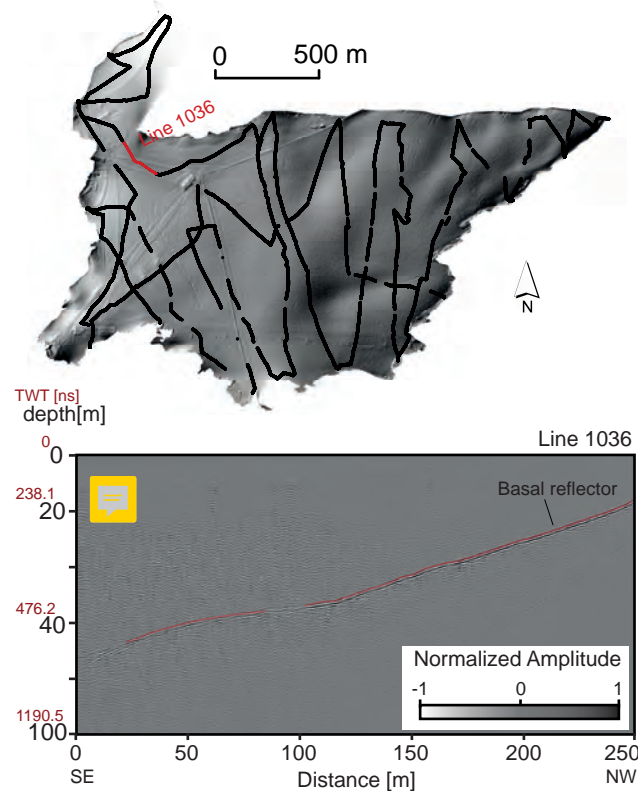 0 500 m
Line 1036
N
TWT [ns]
depth[m]
Line 1036
0
0
238.1
20
Basal reflector
476.2
40
Normalized Amplitude
-1 0 1
1190.5
100
0 50 100 150 200 250
SE NW
Distance [m]